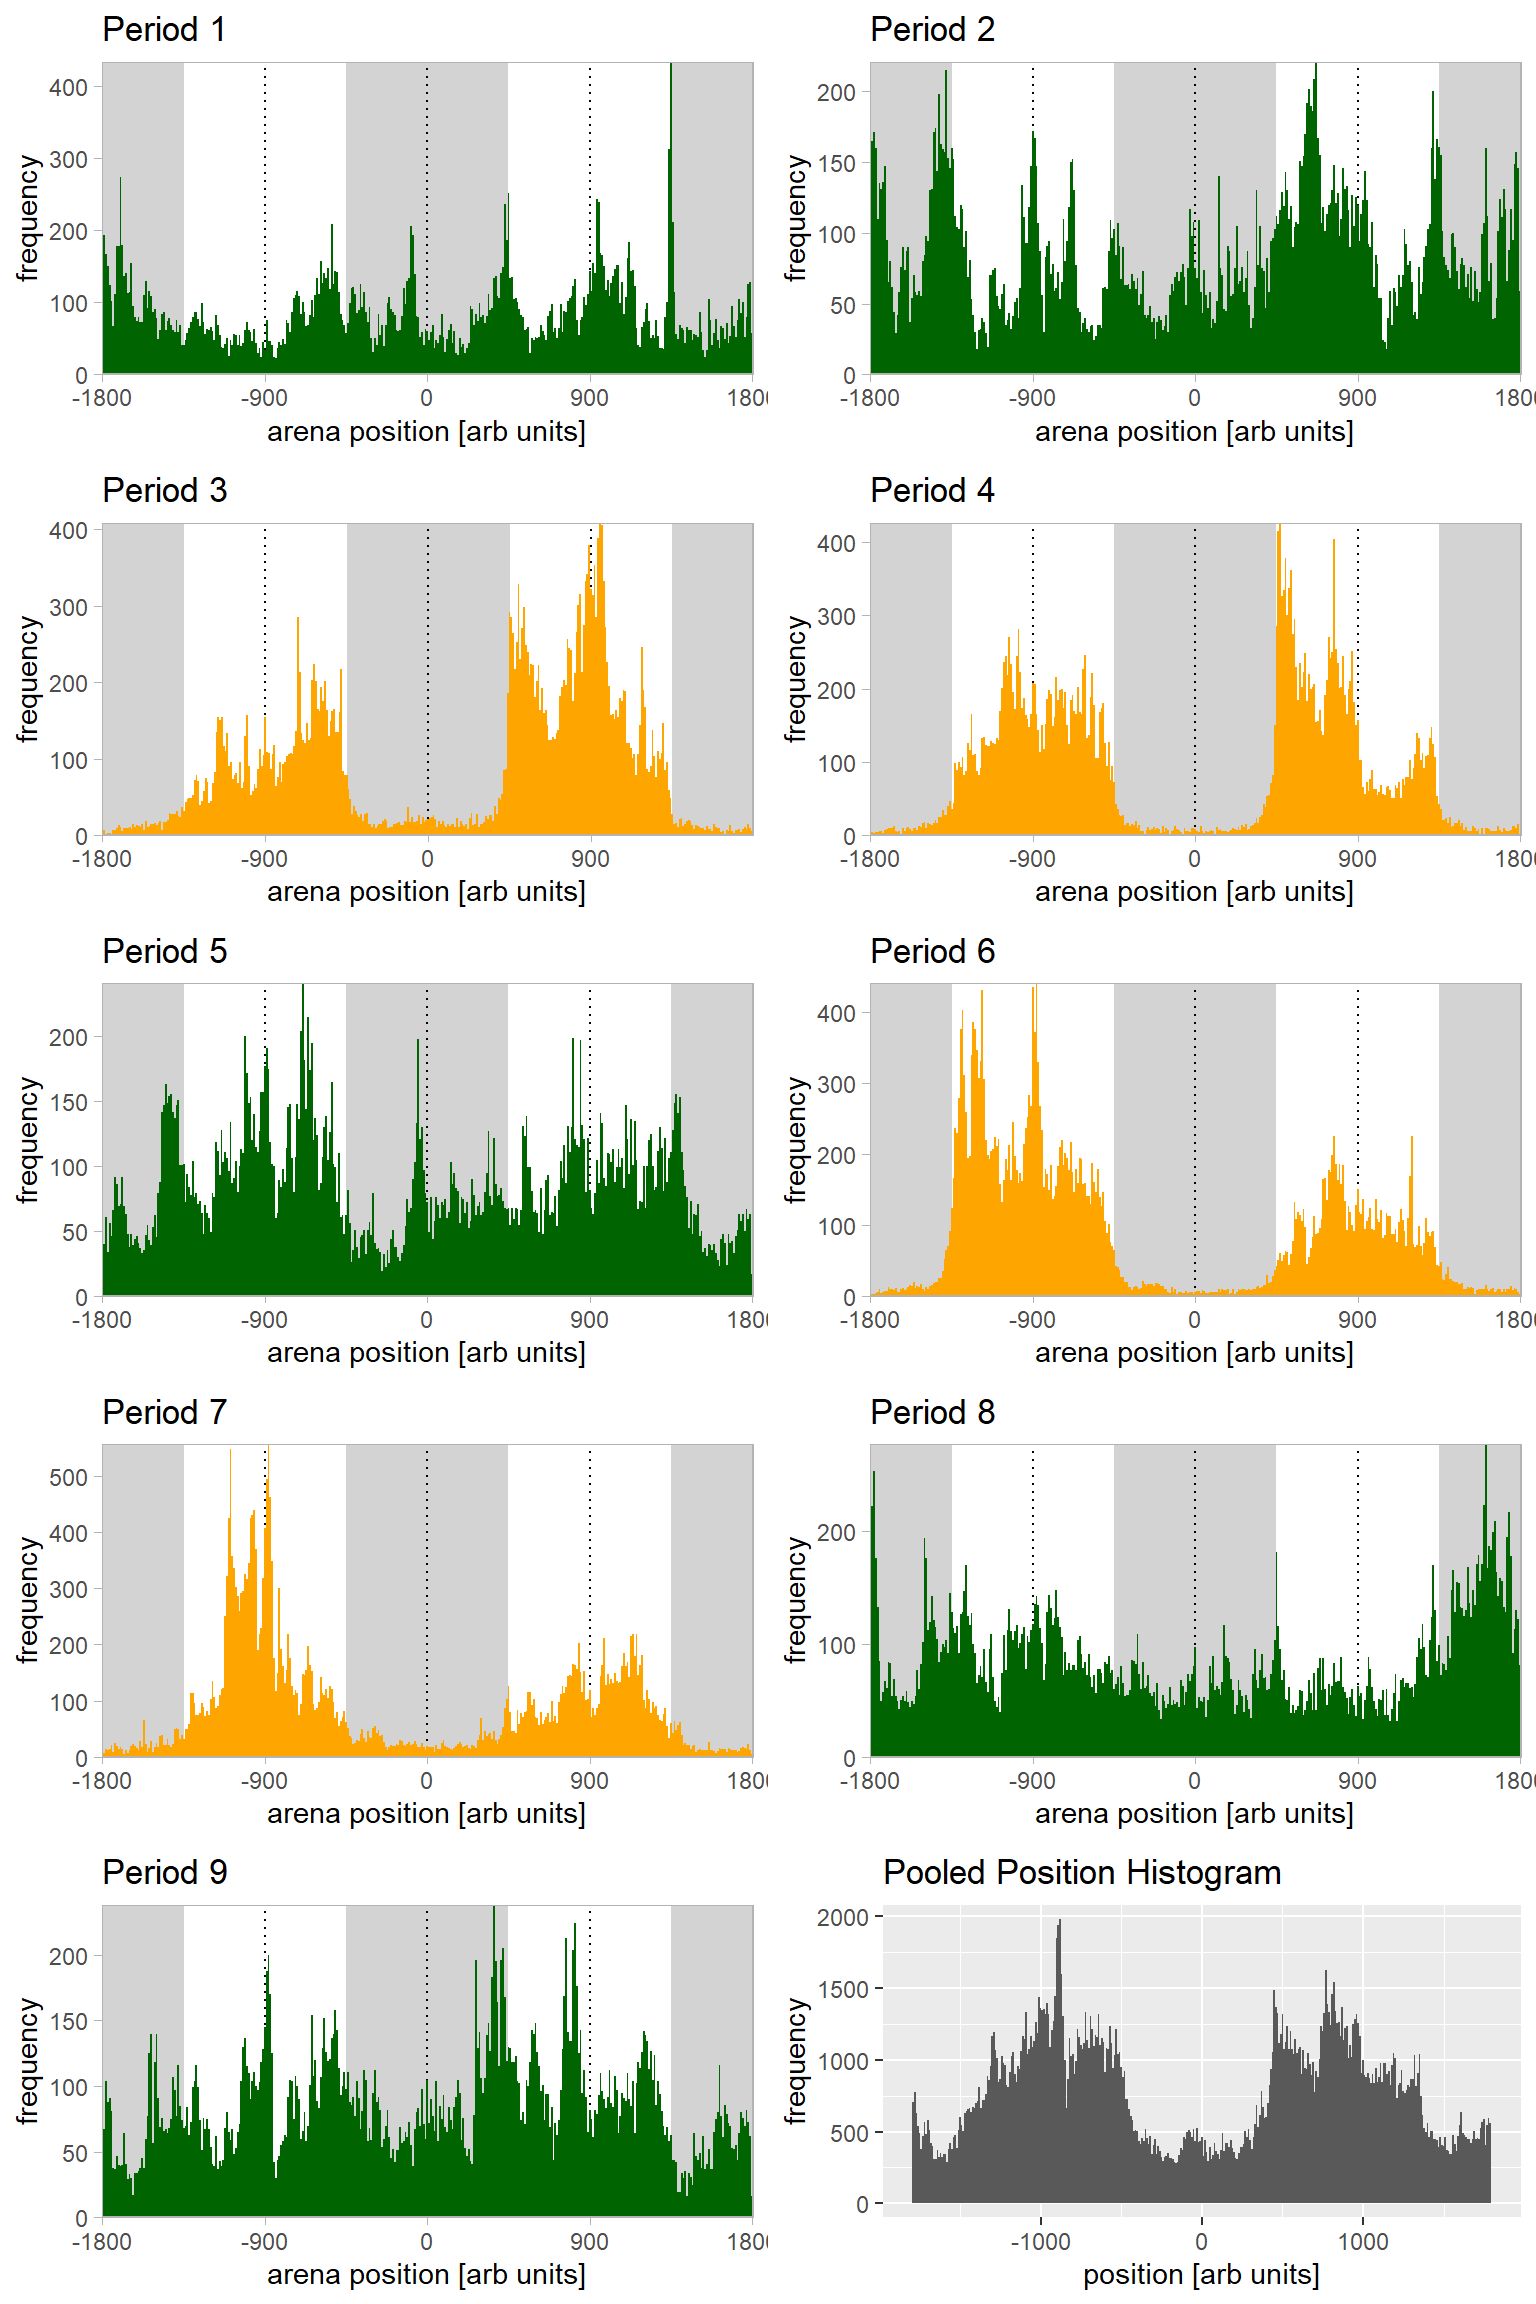 Period 1
frequency
400
300
200
100
0
-1800 -900 0 900 180
arena position [arb units]
Period 2
frequency
200
150
100
50
0
-1800 -900 0 900 180
arena position [arb units]
Period 3
frequency
400
300
200
100
0
-1800 -900 0 900
arena position [arb units]
Period 4
frequency
400
300
200
100
0
-1800 -900 0 900 180
arena position [arb units]
Period 5
frequency
200
150
100
50
0
-1800 -900 0 900 180
arena position [arb units]
Period 6
frequency
400
300
200
100
0
-1800 -900 0 900 180
arena position [arb units]
Period 7
frequency
500
400
300
200
100
0
-1800 -900 0 900 180
arena position [arb units]
Period 8
frequency
200
100
0
-1800 -900 0 900 180
arena position [arb units]
Period 9
frequency
200
150
100
50
0
-1800 -900 0 900 180
arena position [arb units]
Pooled Position Histogram
frequency
2000
1500
1000
500
0
-1000 0 1000
position [arb units]